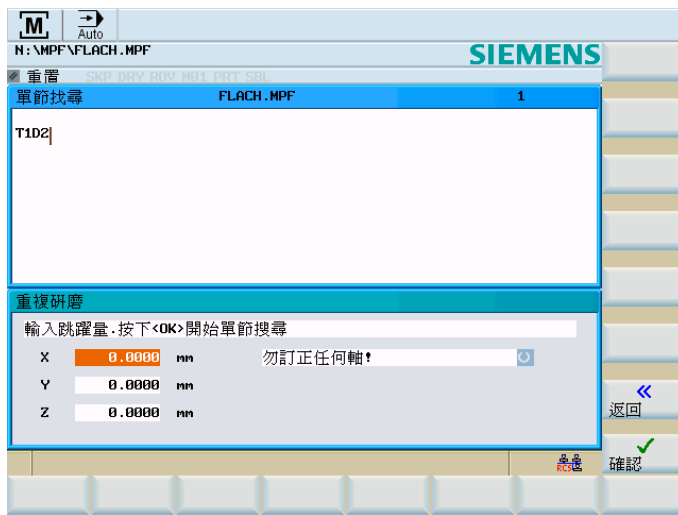 M
Auto
N:\MPF\FLACH.MPF
SIEMENS
重置 SKP DRY ROV M01 PRT SBL
單節找尋 FLACH.MPF 1
T1D2
重複研磨
輸入跳躍量.按下<OK>開始單節搜尋
X 0.0000 mm 勿訂正任何軸!
Y 0.0000 mm
Z 0.0000 mm
返回
RCS
確認